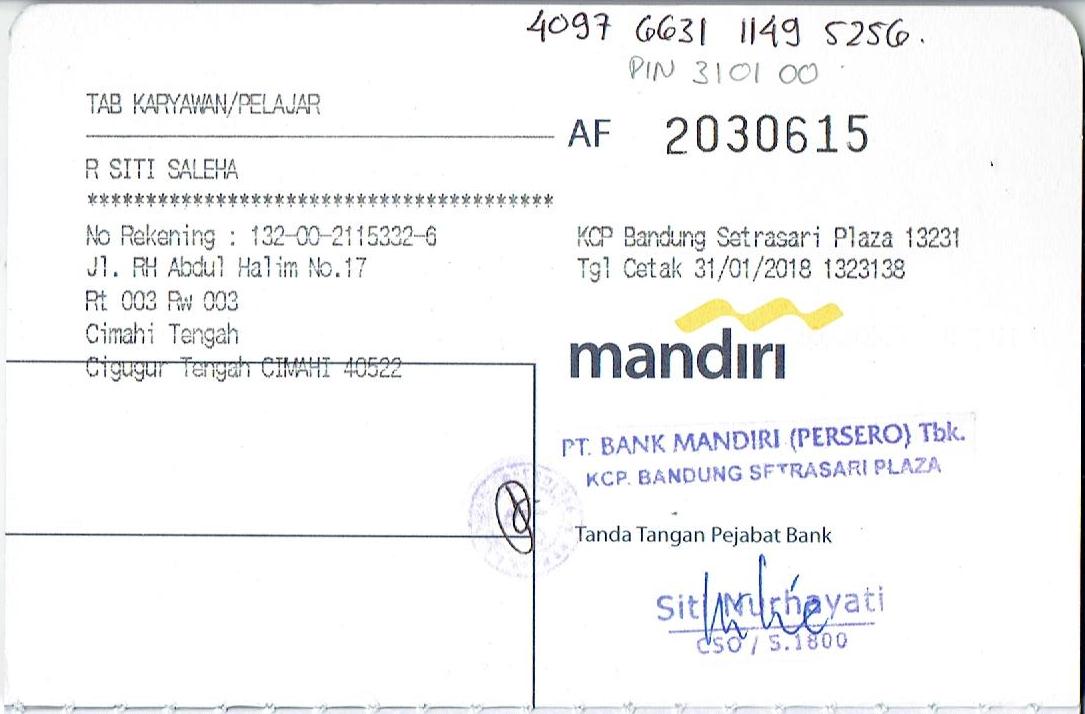 4097 6631 1149 5256.
PIN 3101 00
TAB KARYAWAN/PELAJAR
AF 2030615
R SITI SALEHA
***************************************
No Rekening : 132-00-2115332-6
Jl. RH Abdul Halim No.17
Rt 003 Rw 003
Cimahi Tengah
Cigugur Tengah CIMAHI 40522
KCP Bandung Setrasari Plaza 13231
Tgl Cetak 31/01/2018 1323138
mandiri
PT. BANK MANDIRI (PERSERO) Tbk.
KCP. BANDUNG SETRASARI PLAZA
Tanda Tangan Pejabat Bank
Siti Nurhayati
CSO / S.1800